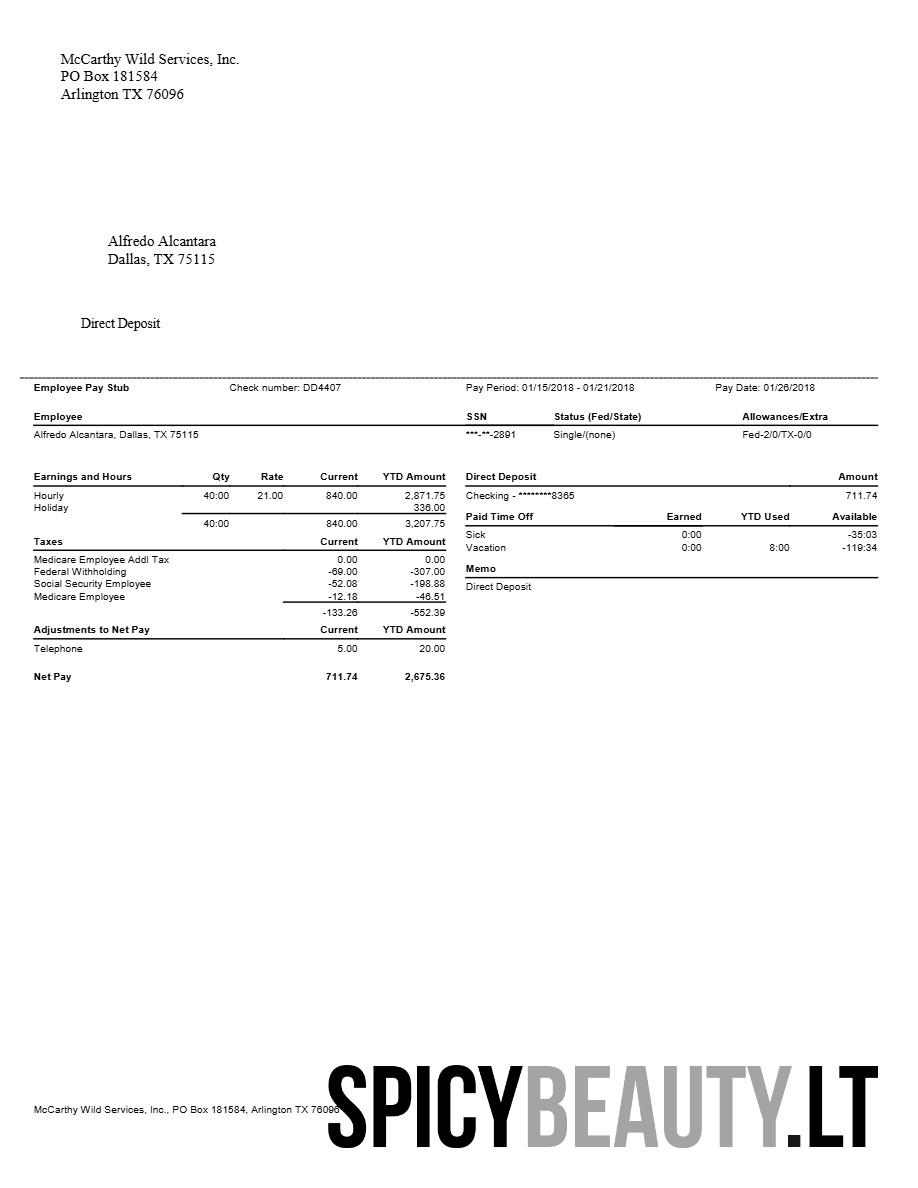 McCarthy Wild Services, Inc.
PO Box 181584
Arlington TX 76096
Alfredo Alcantara
Dallas, TX 75115
Direct Deposit
Employee Pay Stub Check number: DD4407 Pay Period: 01/15/2018 - 01/21/2018 Pay Date: 01/26/2018
Employee SSN Status (Fed/State) Allowances/Extra
Alfredo Alcantara, Dallas, TX 75115 ***-**-2891 Single/(none) Fed-2/0/TX-0/0
Earnings and Hours Qty Rate Current YTD Amount
Hourly 40:00 21.00 840.00 2,871.75
Holiday 336.00
40:00 840.00 3,207.75
Taxes Current YTD Amount
Medicare Employee Addl Tax 0.00 0.00
Federal Withholding -69.00 -307.00
Social Security Employee -52.08 -198.88
Medicare Employee -12.18 -46.51
-133.26 -552.39
Adjustments to Net Pay Current YTD Amount
Telephone 5.00 20.00
Net Pay 711.74 2,675.36
Direct Deposit Amount
Checking - ********8365 711.74
Paid Time Off Earned YTD Used Available
Sick 0:00 -35:03
Vacation 0:00 8:00 -119:34
Memo
Direct Deposit
McCarthy Wild Services, Inc., PO Box 181584, Arlington TX 76096
SPICYBEAUTY.LT